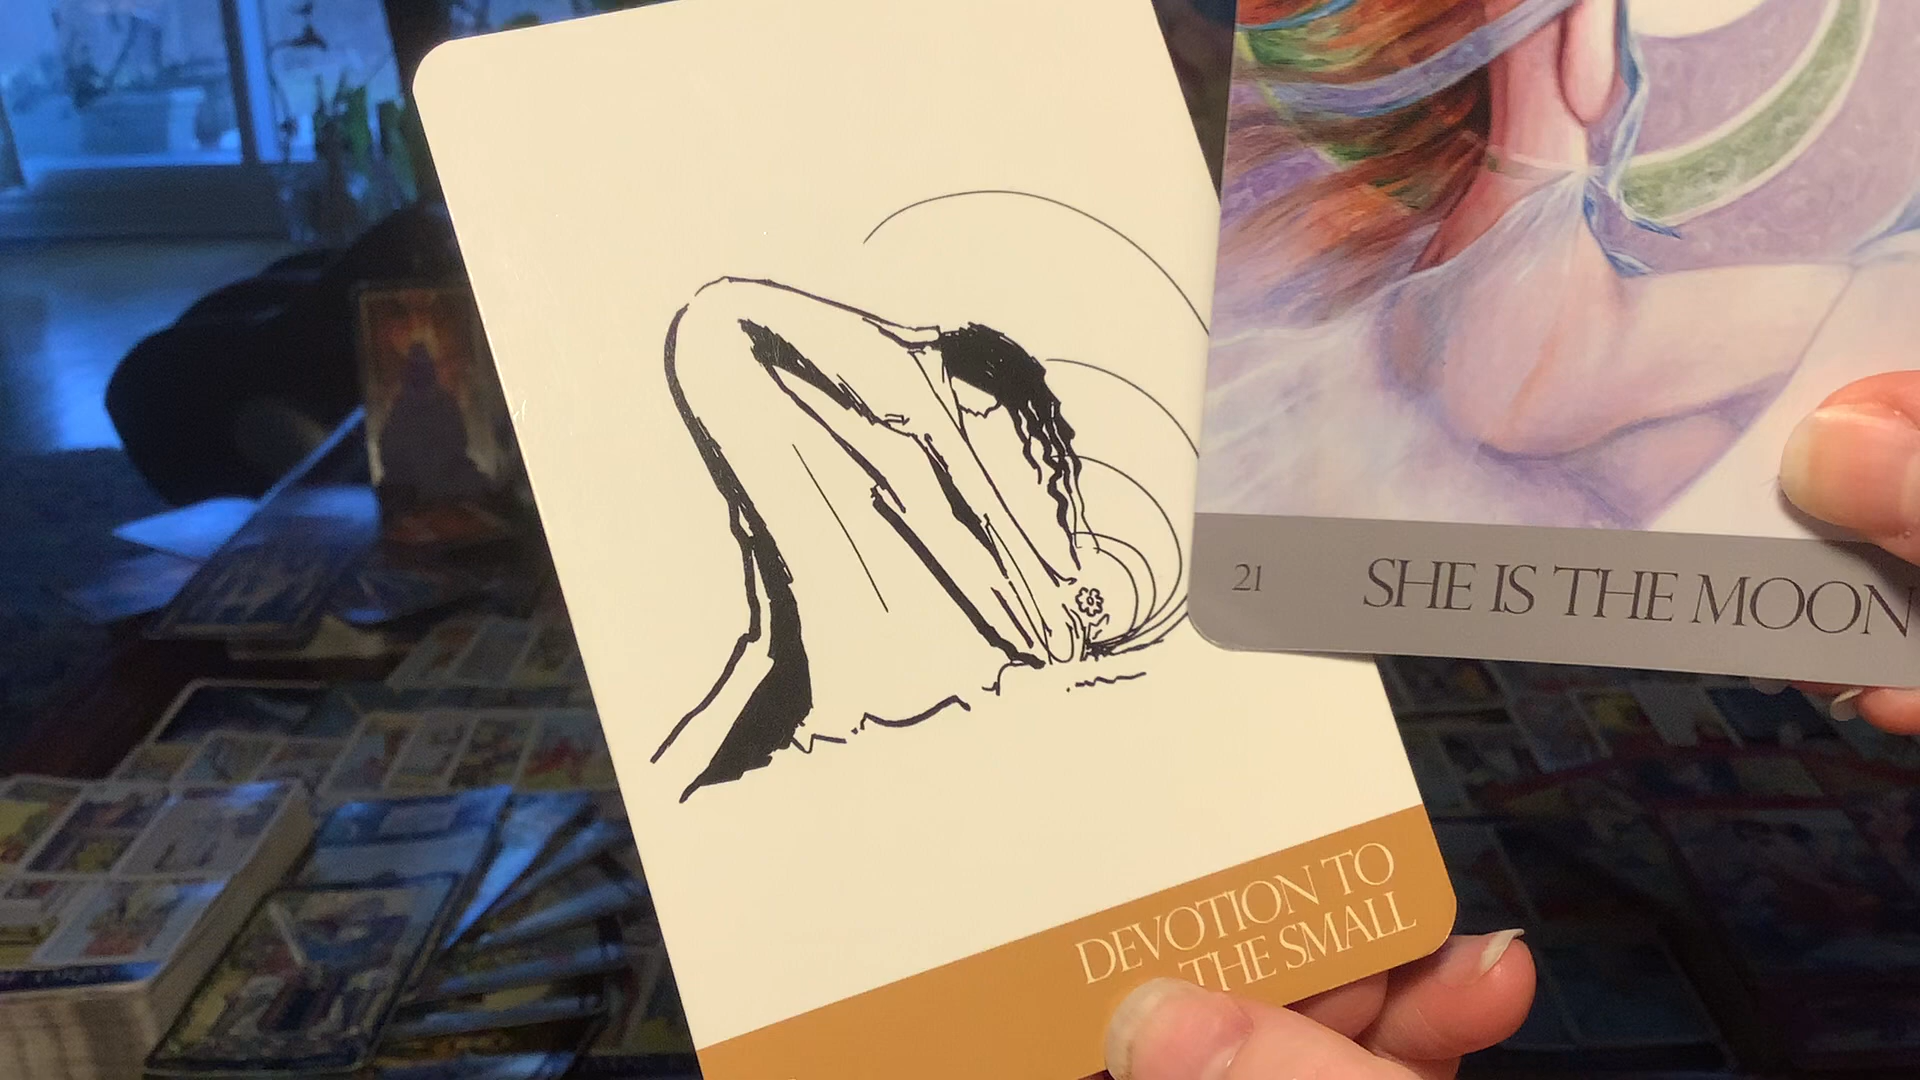 21 SHE IS THE MOON
DEVOTION TO
THE SMALL